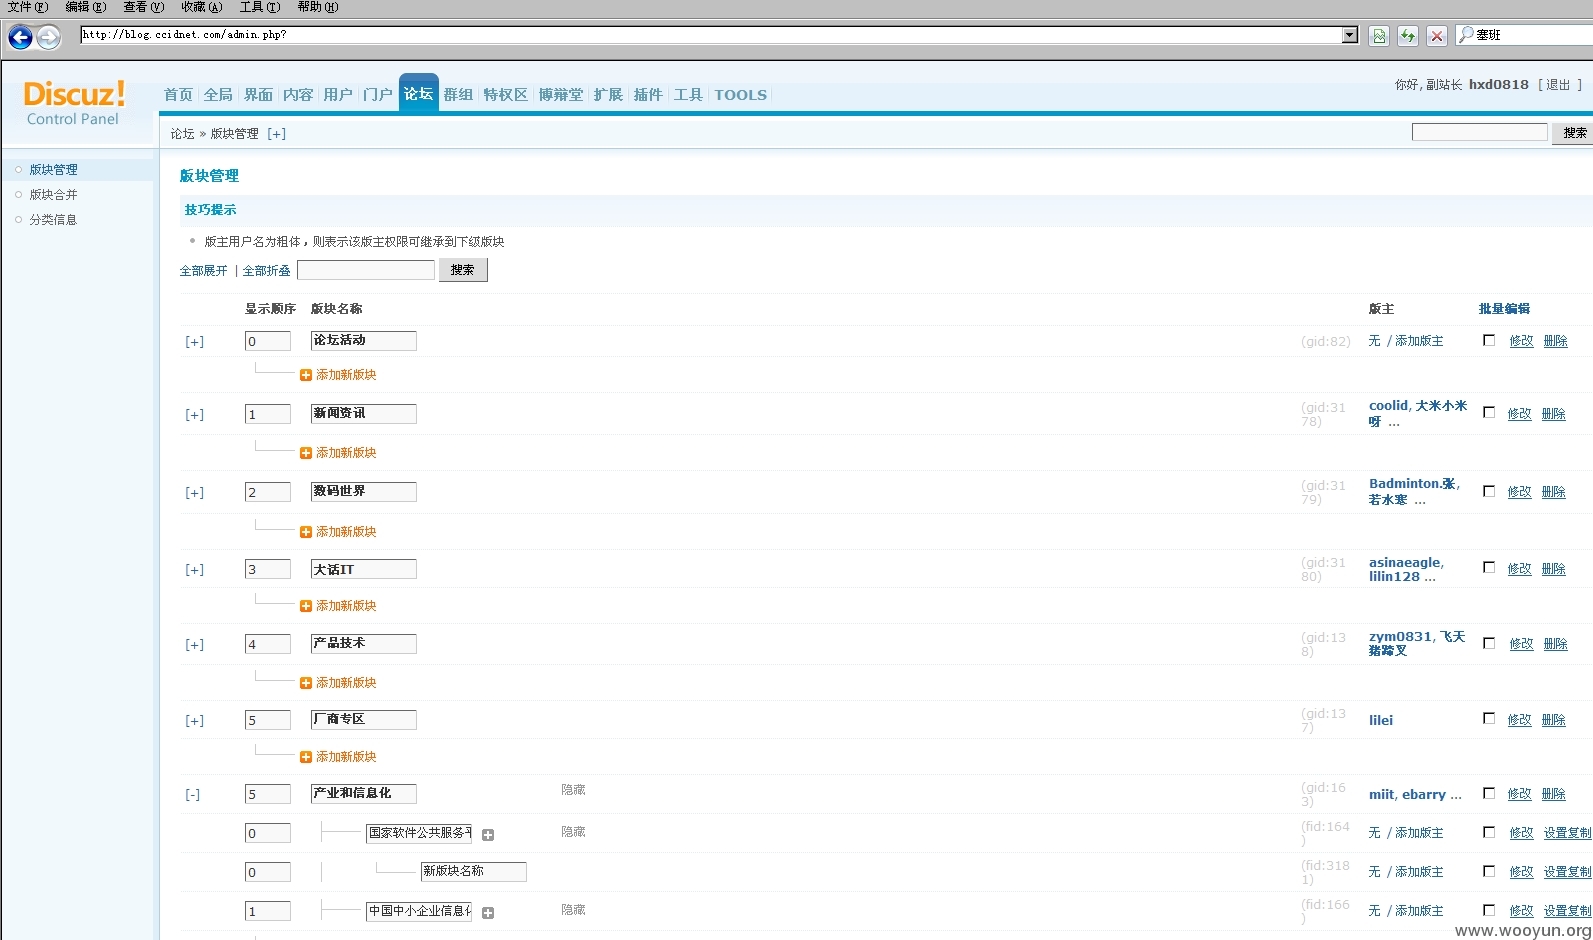 文件(F) 编辑(E) 查看(V) 收藏(A) 工具(T) 帮助(H)
http://blog.ccidnet.com/admin.php?
塞班
Discuz!
Control Panel
首页 全局 界面 内容 用户 门户 论坛 群组 特权区 博辩堂 扩展 插件 工具 TOOLS
你好, 副站长 hxd0818 [ 退出 ]
论坛 » 版块管理 [+]
搜索
版块管理
版块合并
分类信息
版块管理
技巧提示
版主用户名为粗体，则表示该版主权限可继承到下级版块
全部展开 | 全部折叠 搜索
显示顺序 版块名称 版主 批量编辑
[+] 0 论坛活动 (gid:82) 无 / 添加版主 修改 删除
添加新版块
[+] 1 新闻资讯 (gid:3178) coolid, 大米小米呀 ... 修改 删除
添加新版块
[+] 2 数码世界 (gid:3179) Badminton.张, 若水寒 ... 修改 删除
添加新版块
[+] 3 大话IT (gid:3180) asinaeagle, lilin128 ... 修改 删除
添加新版块
[+] 4 产品技术 (gid:138) zym0831, 飞天猪蹄叉 修改 删除
添加新版块
[+] 5 厂商专区 (gid:137) lilei 修改 删除
添加新版块
[-] 5 产业和信息化 隐藏 (gid:163) miit, ebarry ... 修改 删除
0 国家软件公共服务平 隐藏 (fid:164) 无 / 添加版主 修改 设置复制
0 新版块名称 (fid:3181) 无 / 添加版主 修改 设置复制
1 中国中小企业信息化 隐藏 (fid:166) 无 / 添加版主 修改 设置复制
www.wooyun.org